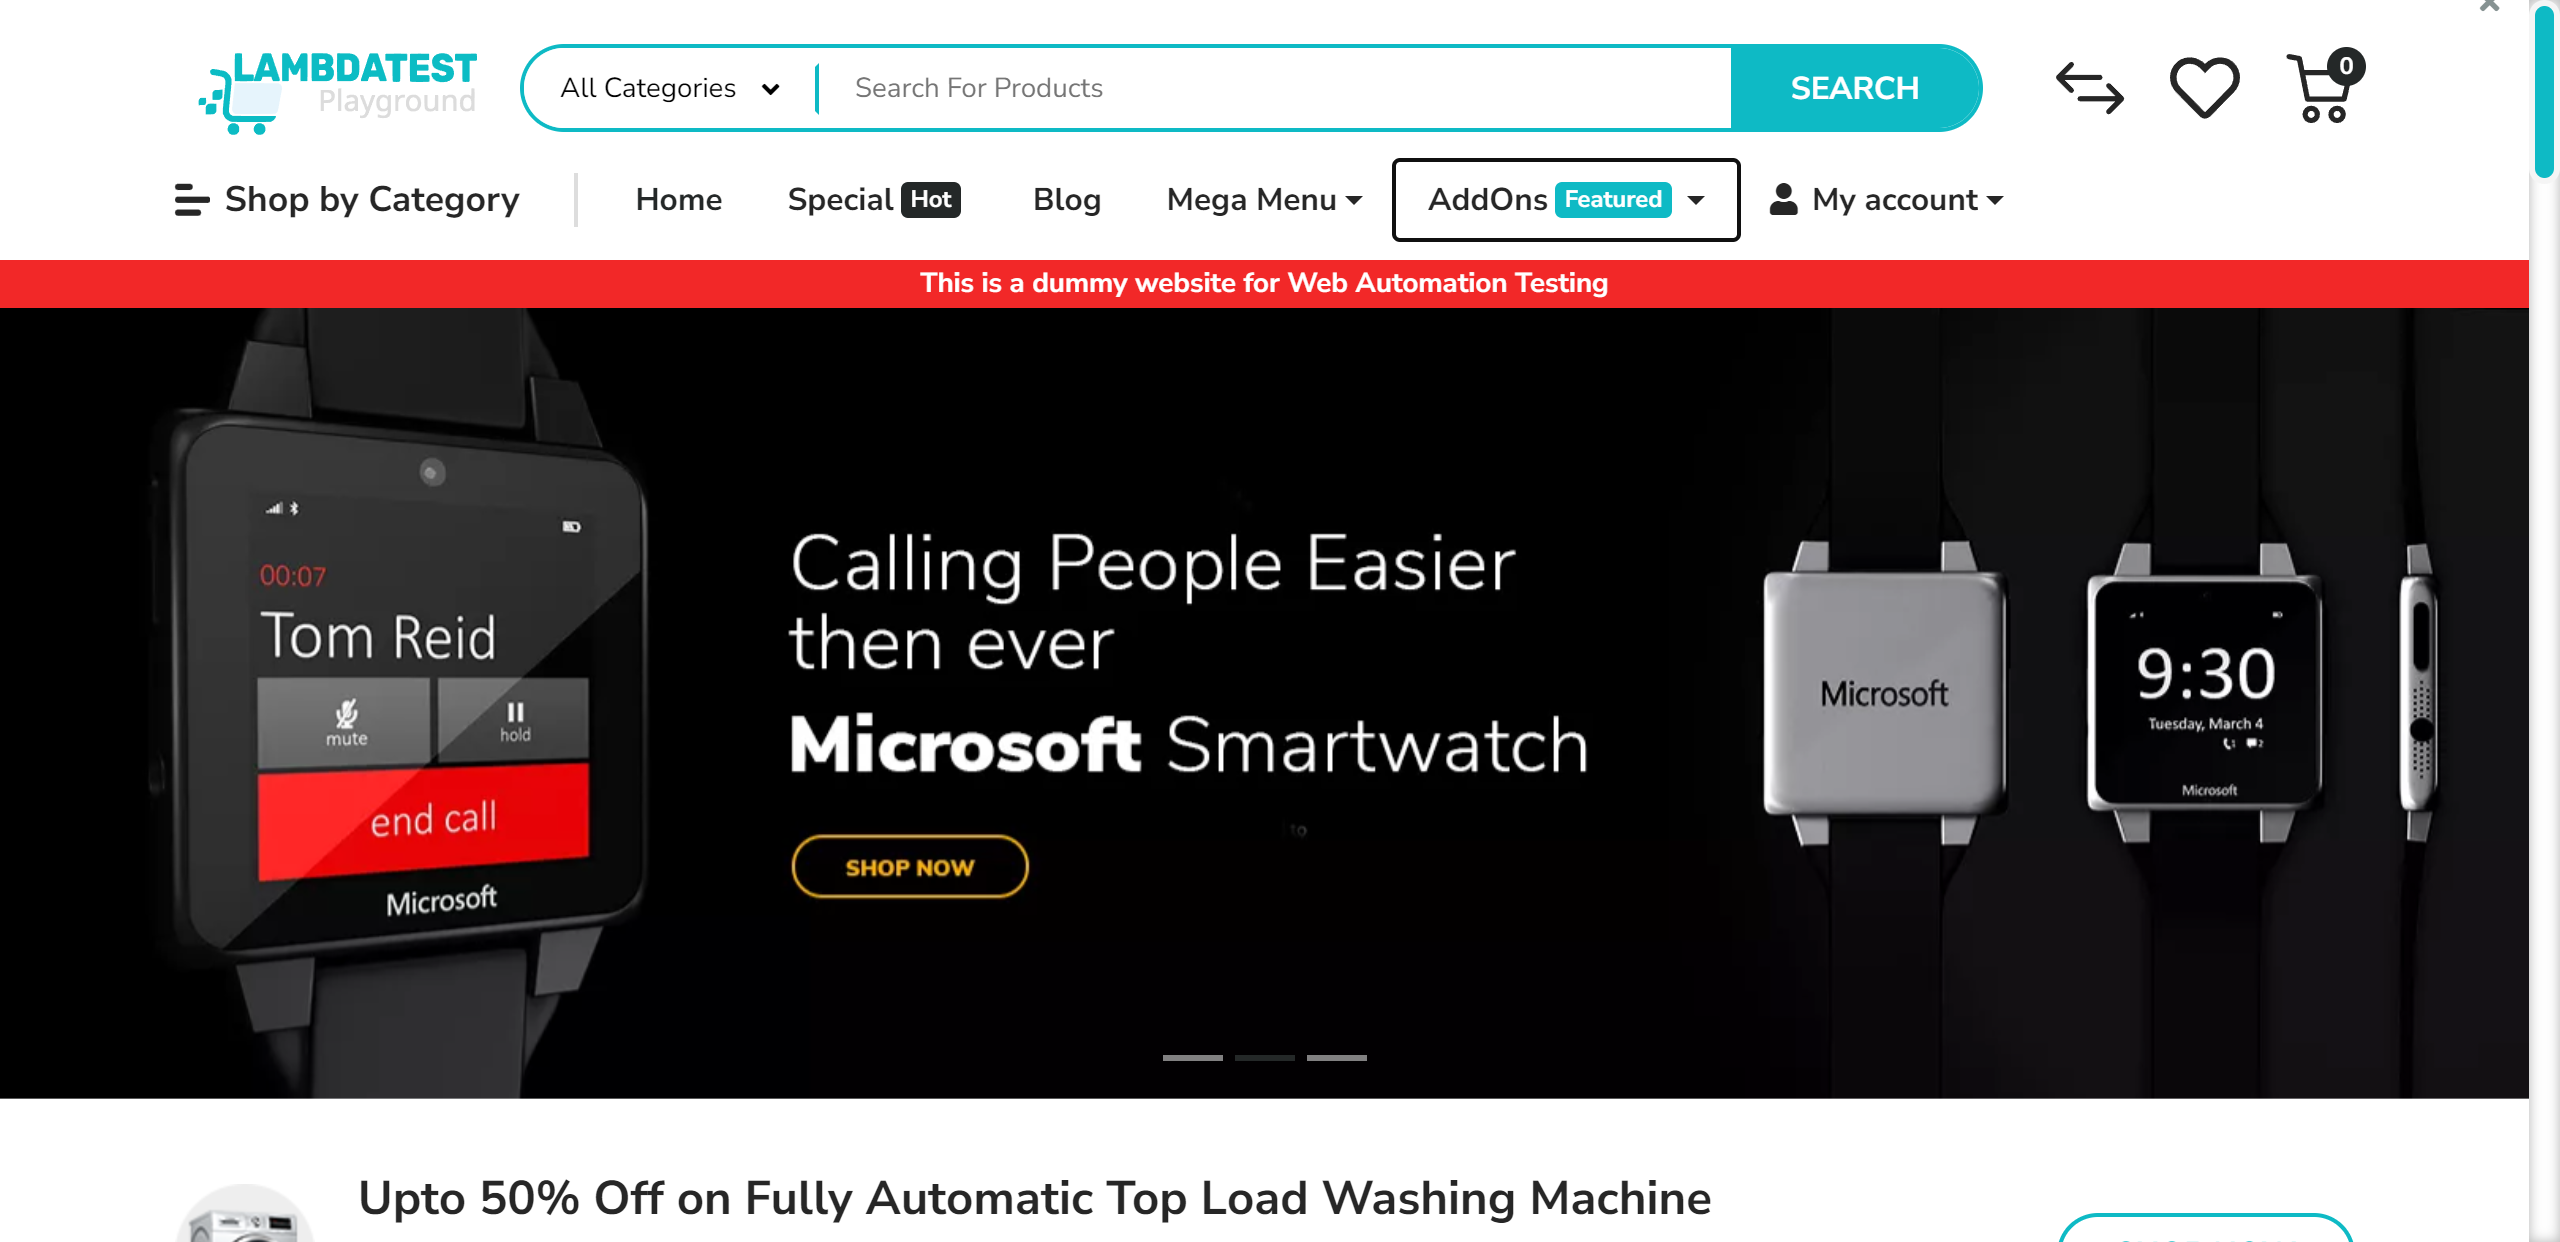 LAMBDATEST
Playground
All Categories
Search For Products
SEARCH
0
Shop by Category
Home
Special Hot
Blog
Mega Menu
AddOns Featured
My account
This is a dummy website for Web Automation Testing
00:07
Tom Reid
mute
hold
end call
Microsoft
Calling People Easier
then ever
Microsoft Smartwatch
to
SHOP NOW
Microsoft
9:30
Tuesday, March 4
Microsoft
Upto 50% Off on Fully Automatic Top Load Washing Machine